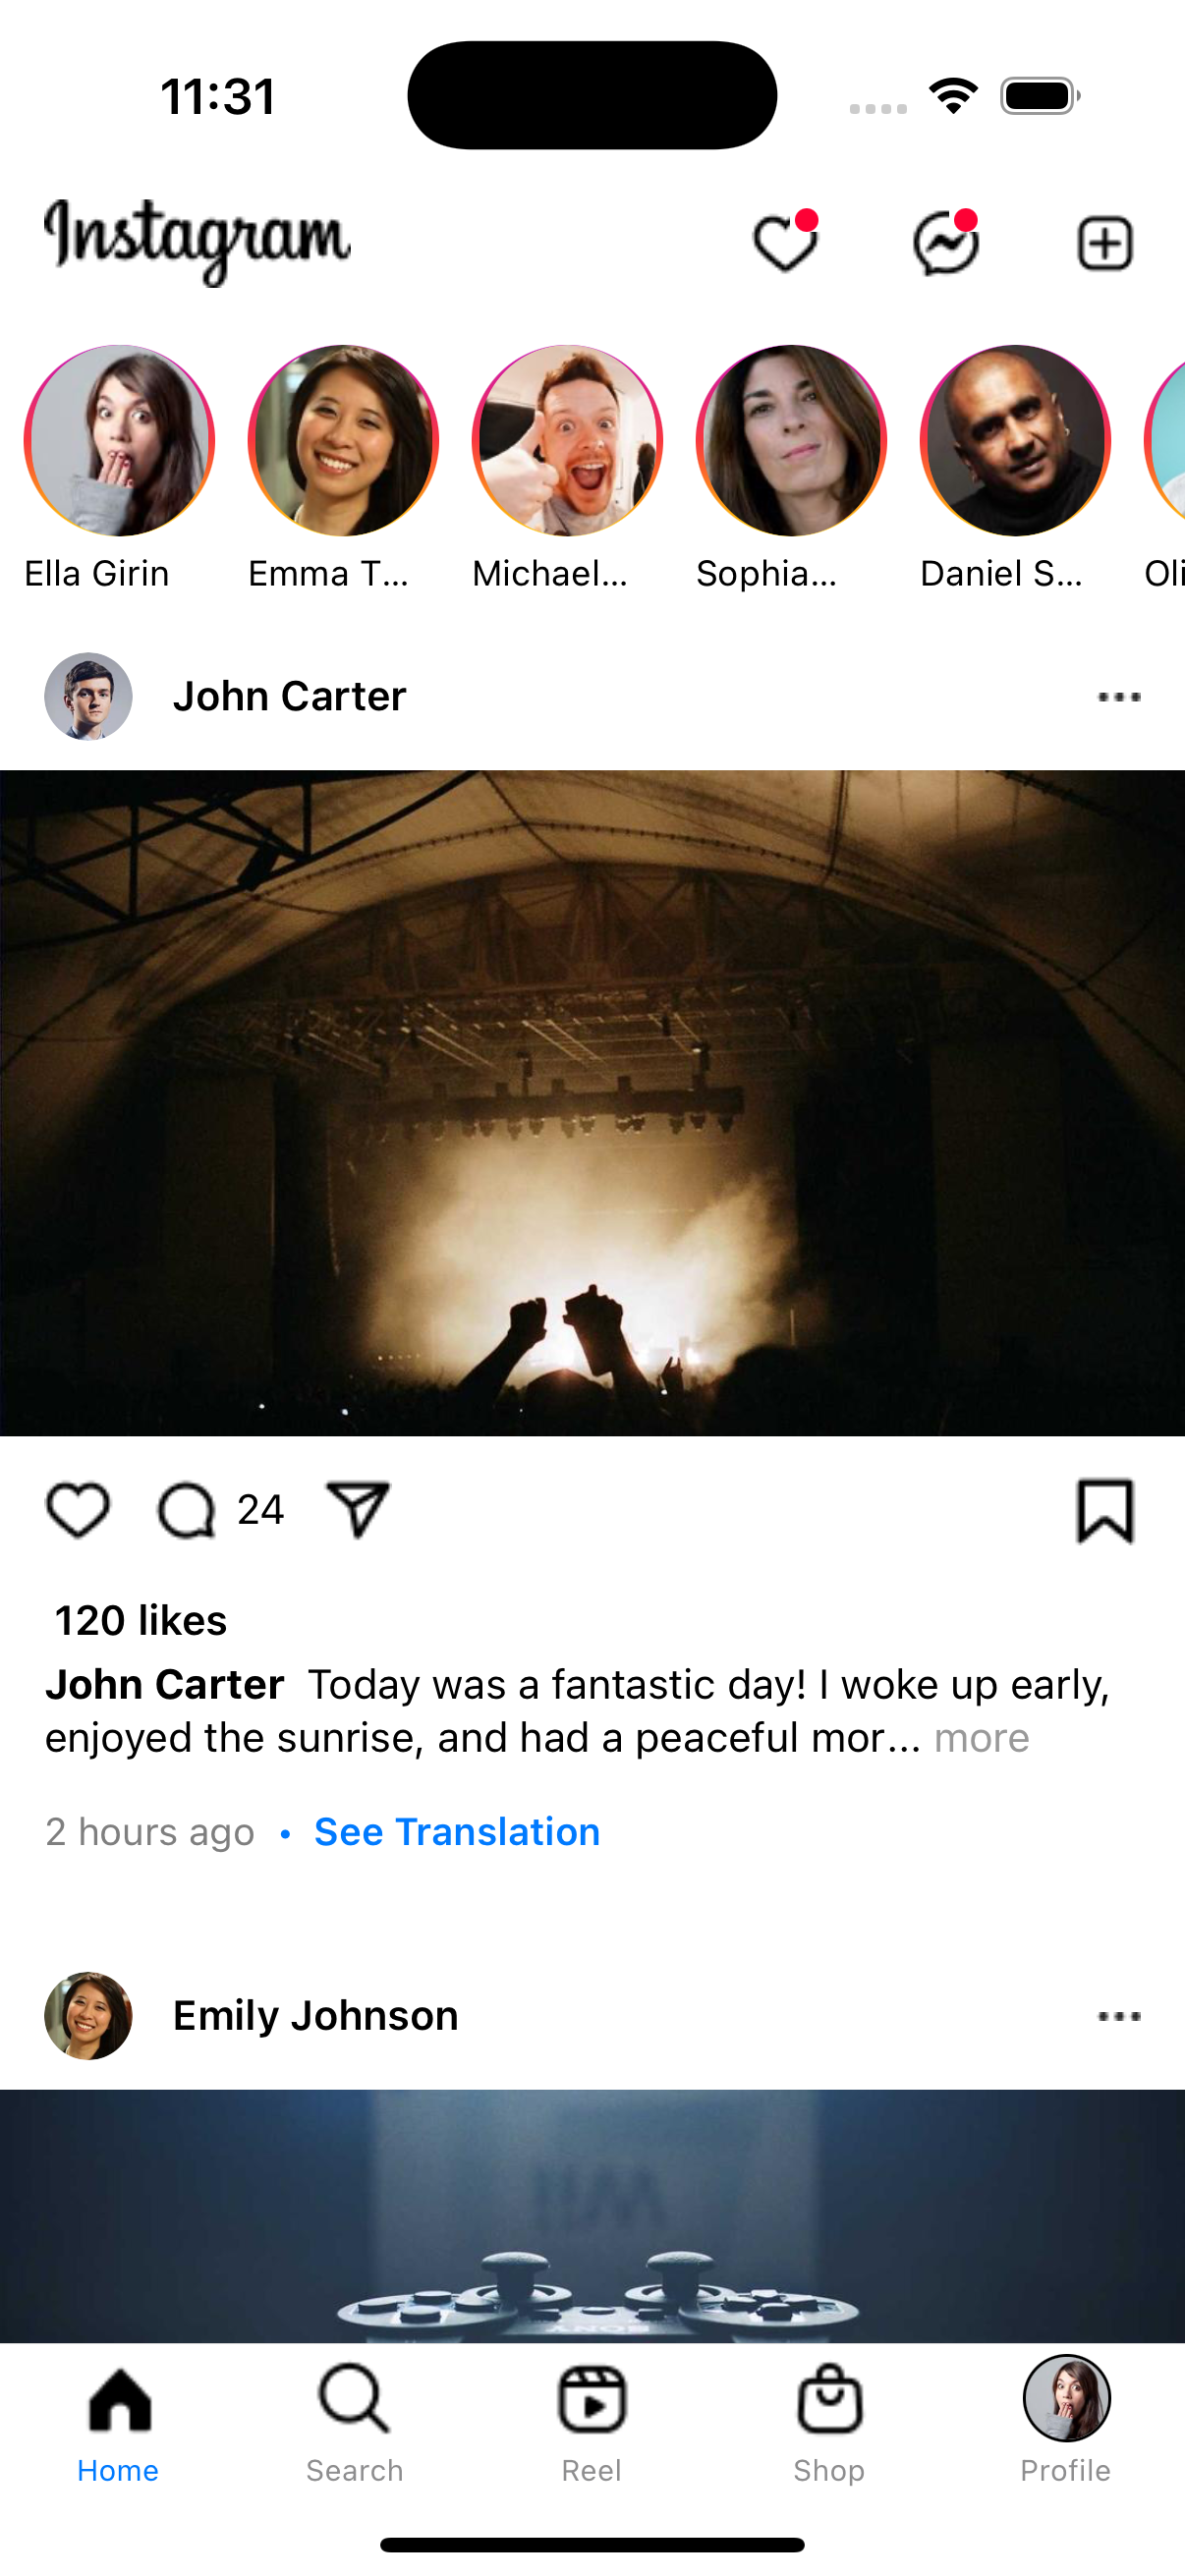 11:31
Instagram
Ella Girin
Emma T...
Michael...
Sophia...
Daniel S...
Oli
John Carter
24
120 likes
John Carter Today was a fantastic day! I woke up early,
enjoyed the sunrise, and had a peaceful mor... more
2 hours ago • See Translation
Emily Johnson
SONY
Home
Search
Reel
Shop
Profile